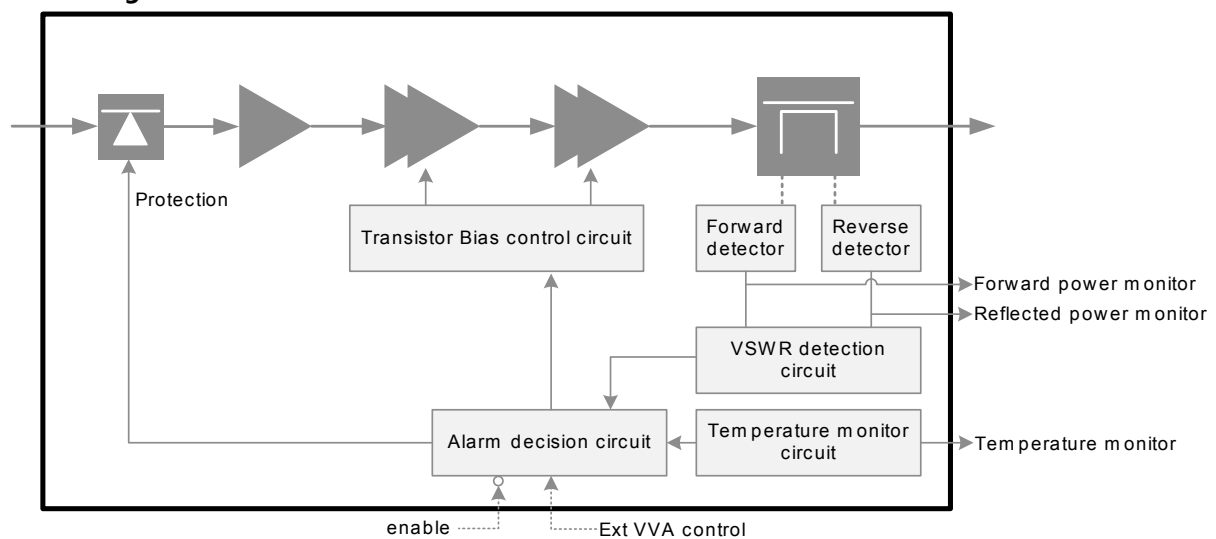 Protection
Transistor Bias control circuit
Forward
detector
Reverse
detector
Forward power monitor
Reflected power monitor
VSWR detection
circuit
Alarm decision circuit
Temperature monitor
circuit
Temperature monitor
enable
Ext VVA control